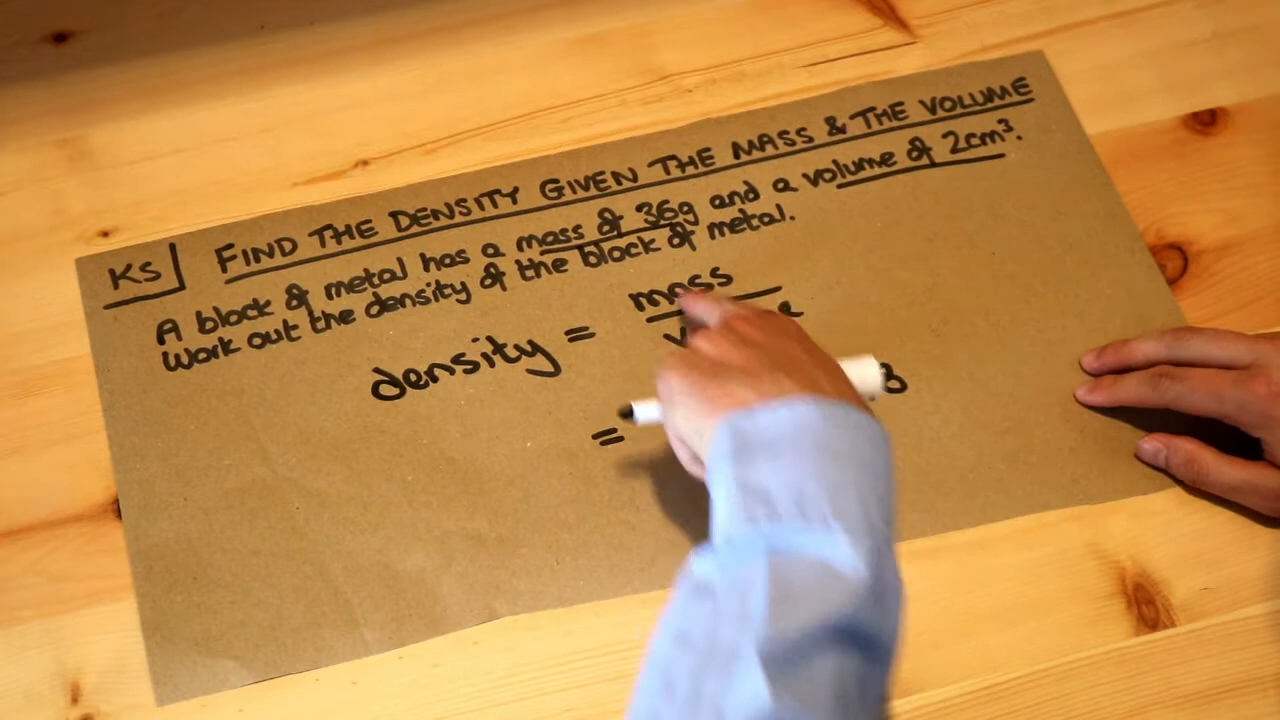 KS
FIND THE DENSITY GIVEN THE MASS & THE VOLUME
A block of metal has a mass of 36g and a volume of 2cm³.
Work out the density of the block of metal.
density = mass
=
3